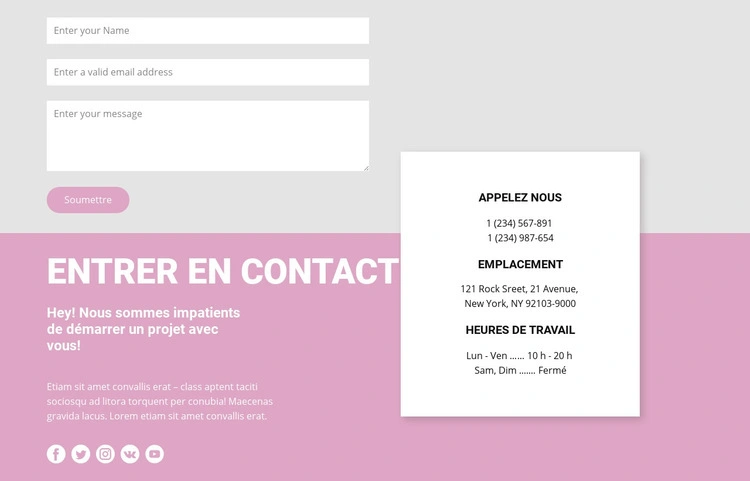 Enter your Name
Enter a valid email address
Enter your message
Soumettre
ENTRER EN CONTACT
Hey! Nous sommes impatients
de démarrer un projet avec
vous!
Etiam sit amet convallis erat – class aptent taciti
sociosqu ad litora torquent per conubia! Maecenas
gravida lacus. Lorem etiam sit amet convallis erat.
APPELEZ NOUS
1 (234) 567-891
1 (234) 987-654
EMPLACEMENT
121 Rock Sreet, 21 Avenue,
New York, NY 92103-9000
HEURES DE TRAVAIL
Lun - Ven ...... 10 h - 20 h
Sam, Dim ....... Fermé